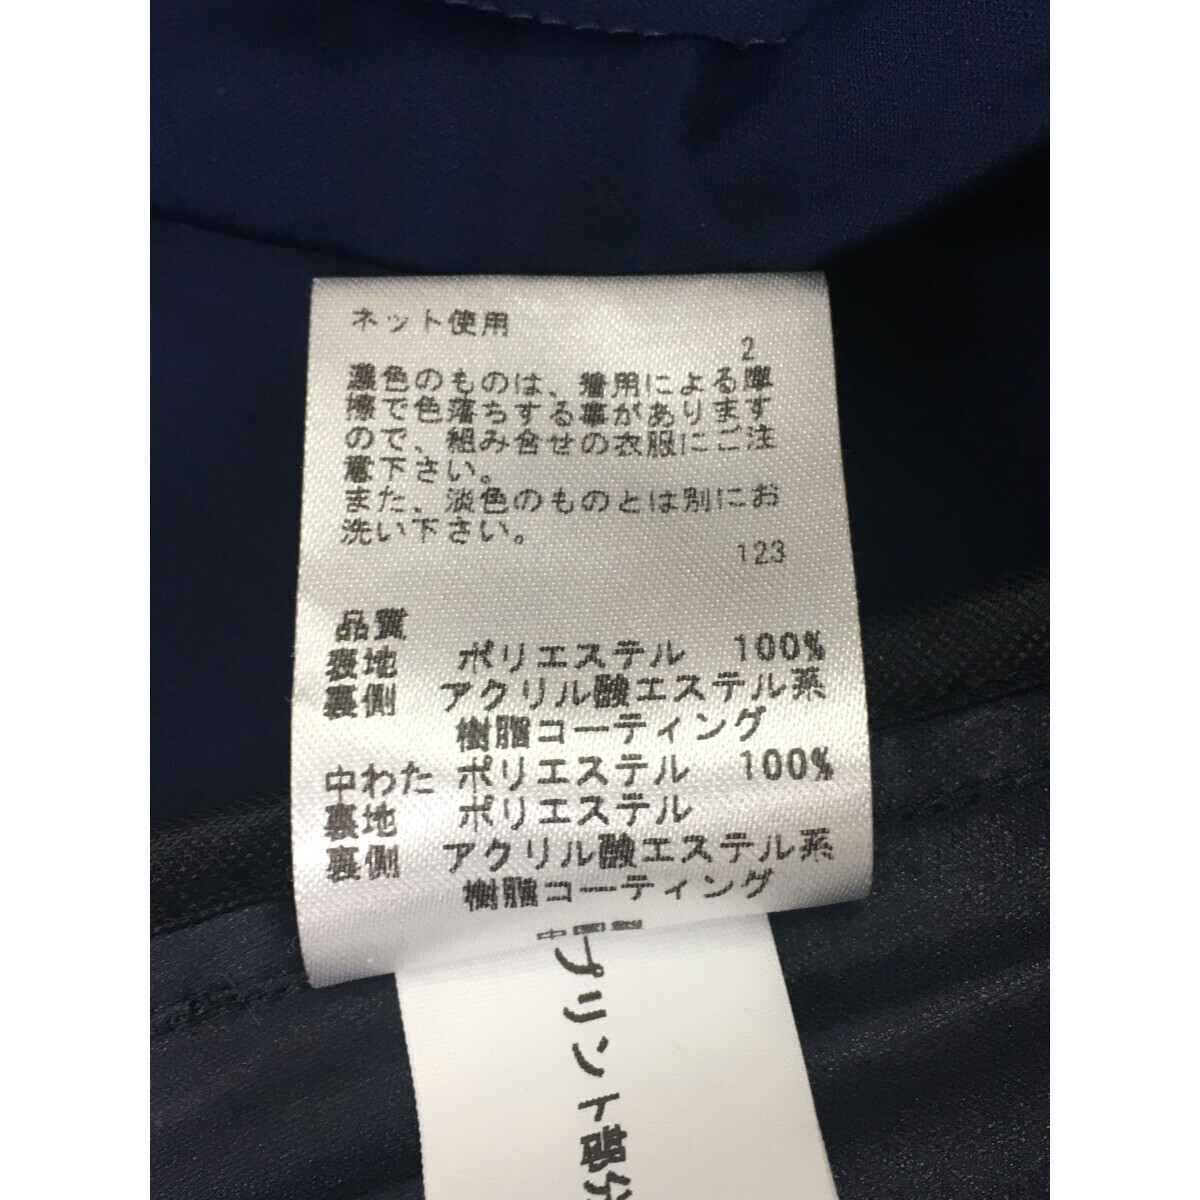 ネット使用
2
濃色のものは、着用による摩
擦で色落ちする事があります
ので、組み合せの衣服にご注
意下さい。
また、淡色のものとは別にお
洗い下さい。
123
品質
表地 ポリエステル 100%
裏側 アクリル酸エステル系
樹脂コーティング
中わた ポリエステル 100%
裏地 ポリエステル
裏側 アクリル酸エステル系
樹脂コーティング
中国製
プリント部分